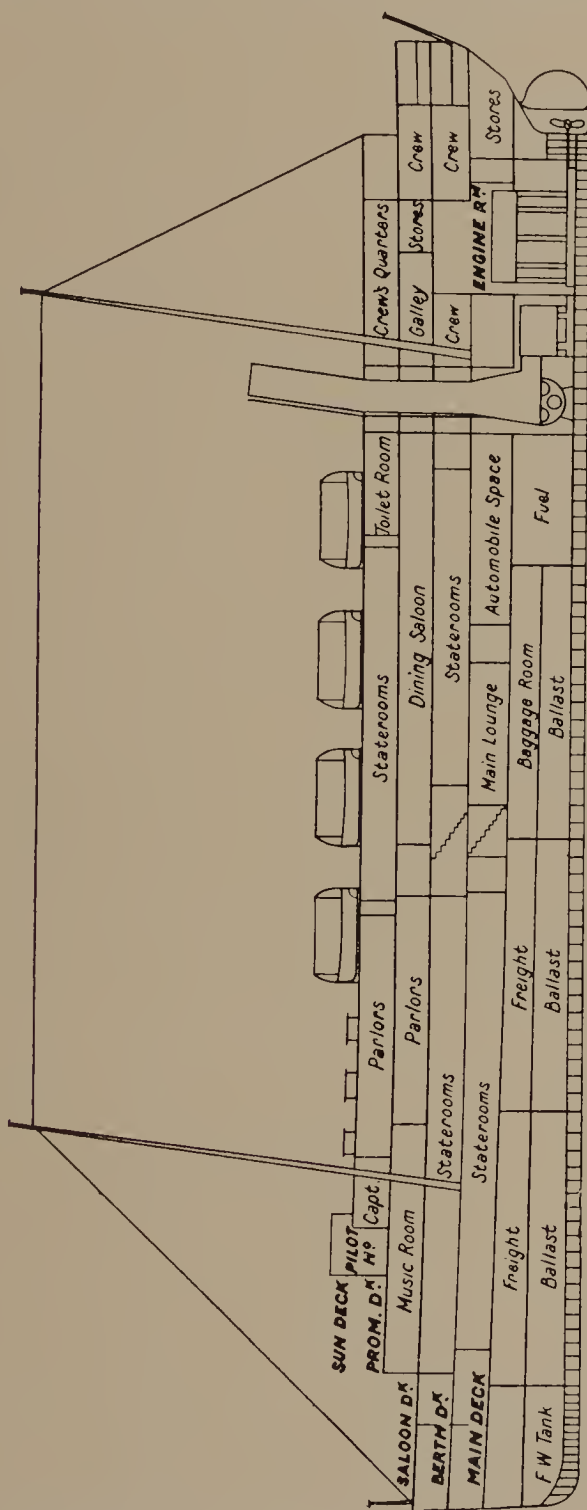 SUN DECK
PILOT
Hº
PROM. Dᴷ
Capt.
Parlors
Staterooms
Toilet Room
Crew's Quarters
SALOON Dᴷ
Music Room
Parlors
Dining Saloon
Galley
Stores
Crew
BERTH Dᴷ
Staterooms
Staterooms
Crew
Crew
MAIN DECK
Staterooms
Main Lounge
Automobile Space
ENGINE Rᴹ
Stores
Freight
Freight
Baggage Room
Fuel
F W Tank
Ballast
Ballast
Ballast